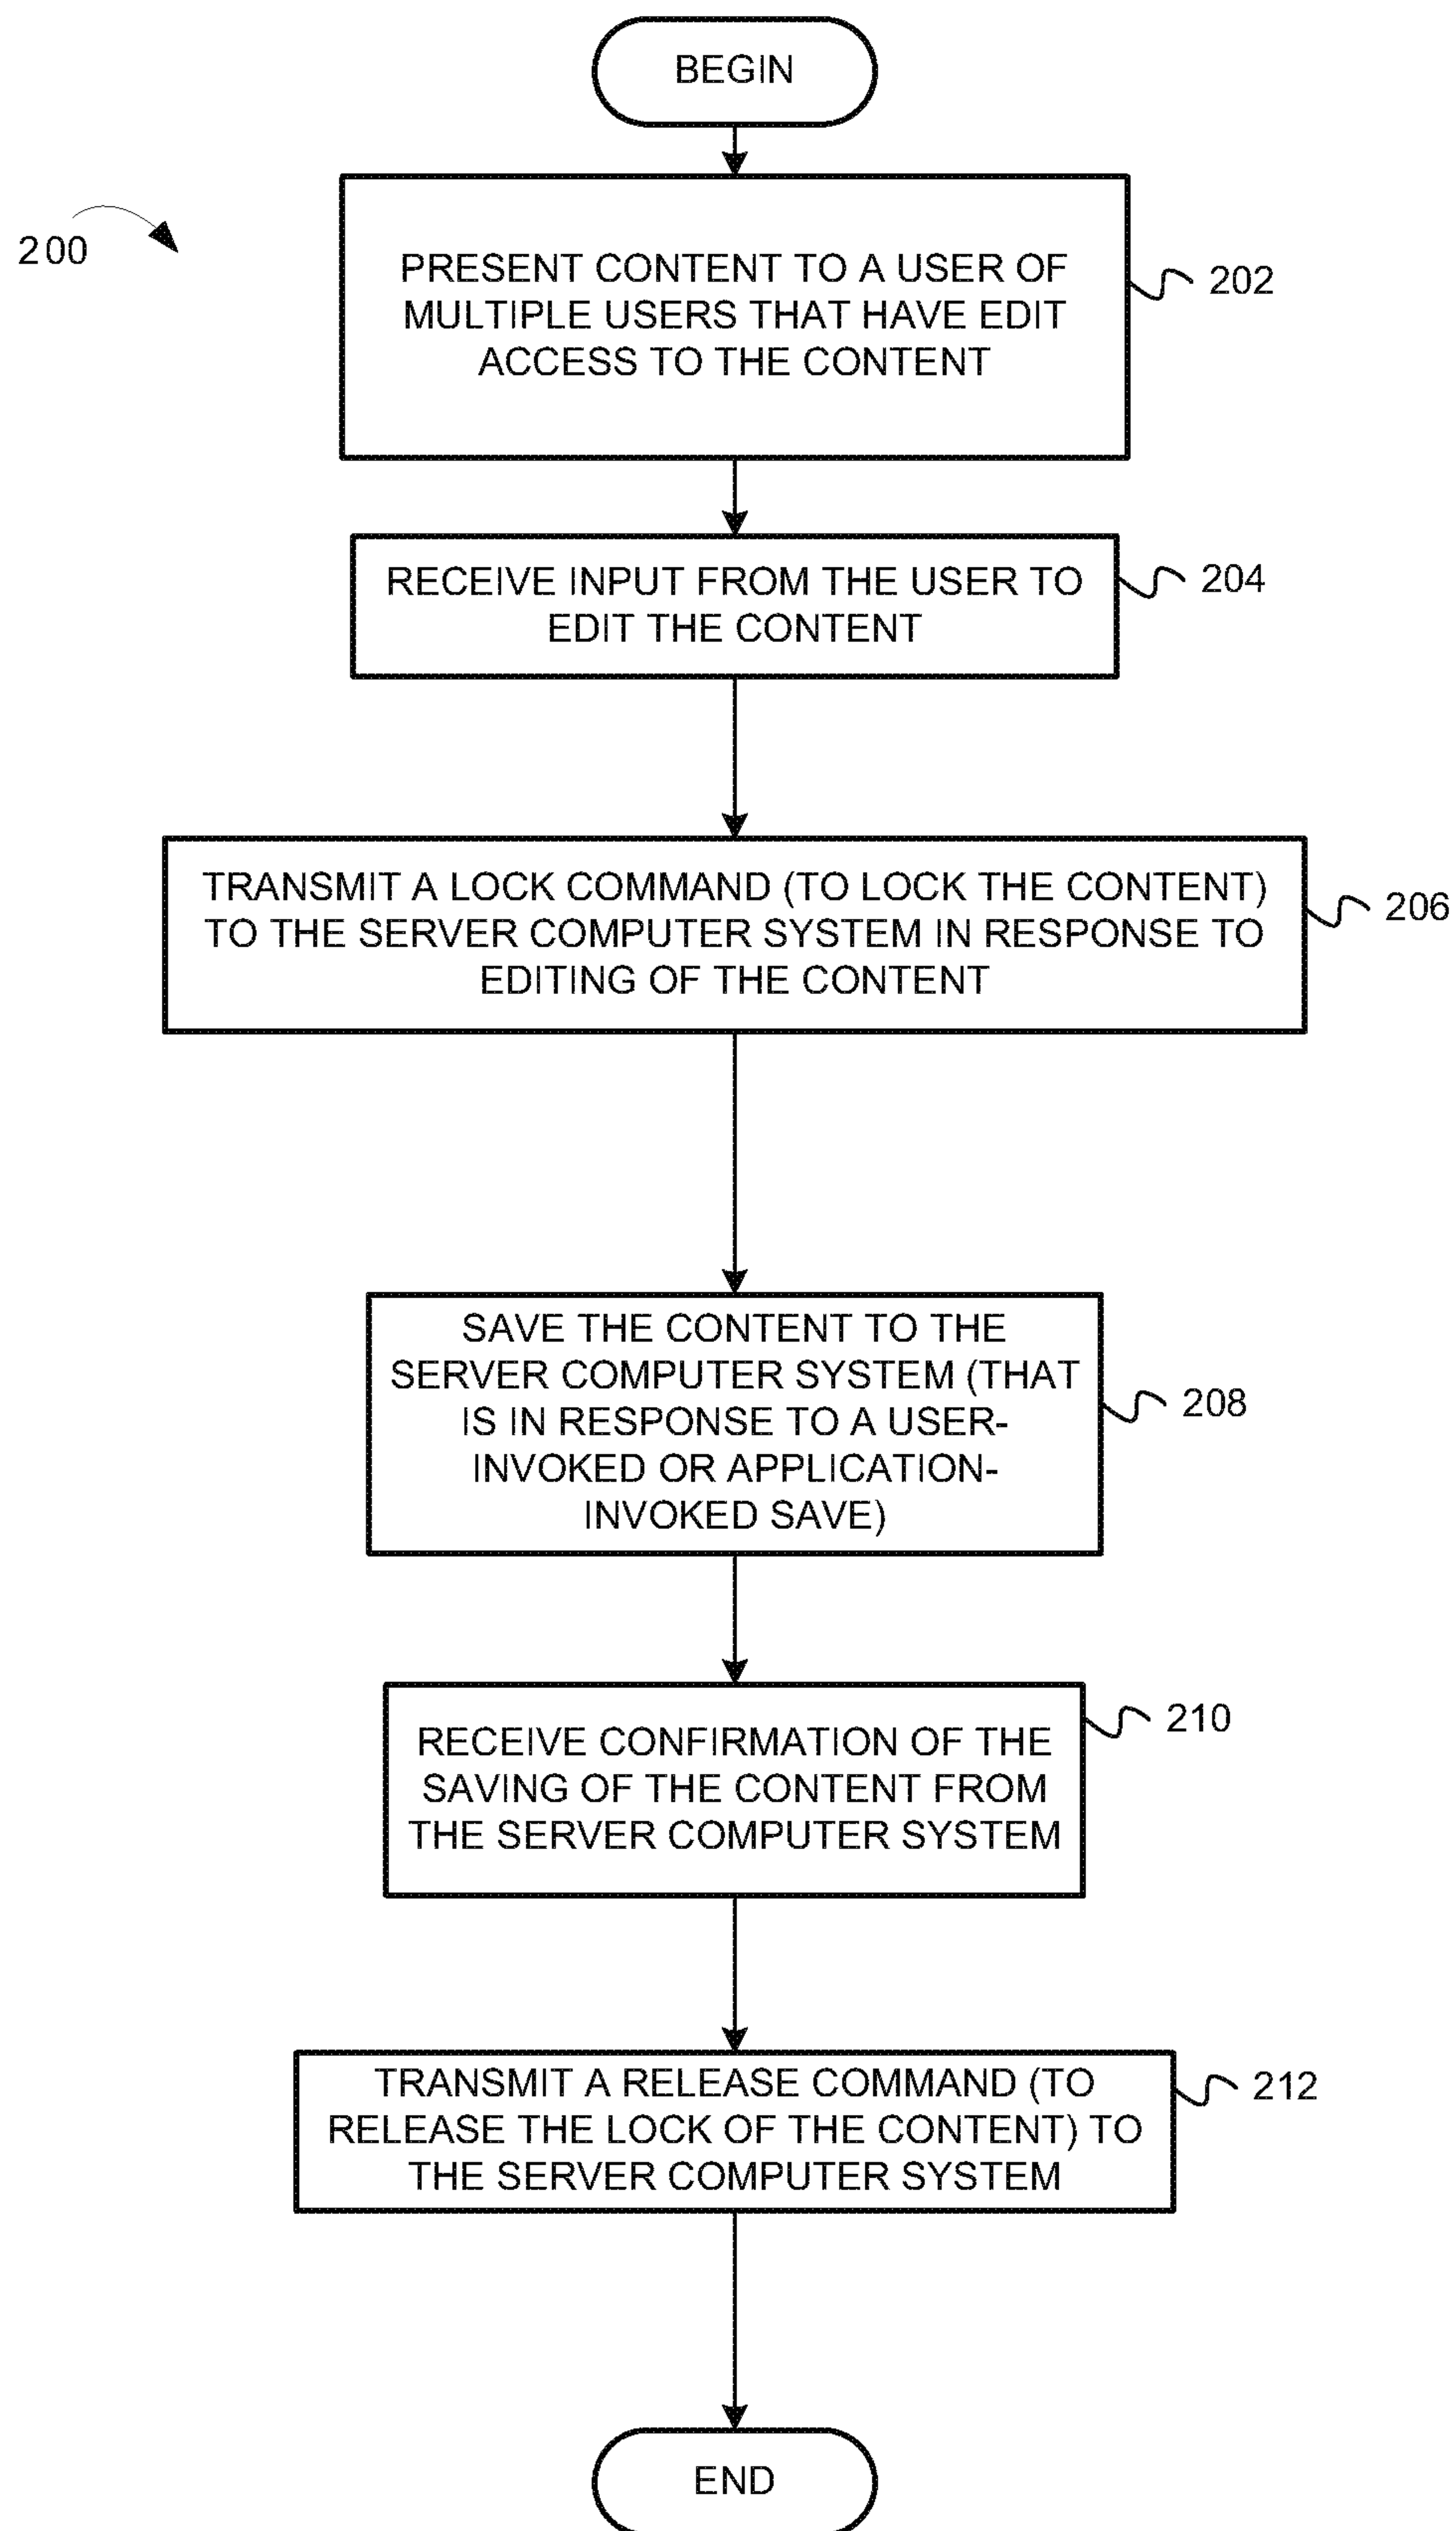 BEGIN
200
PRESENT CONTENT TO A USER OF
MULTIPLE USERS THAT HAVE EDIT
ACCESS TO THE CONTENT
202
RECEIVE INPUT FROM THE USER TO
EDIT THE CONTENT
204
TRANSMIT A LOCK COMMAND (TO LOCK THE CONTENT)
TO THE SERVER COMPUTER SYSTEM IN RESPONSE TO
EDITING OF THE CONTENT
206
SAVE THE CONTENT TO THE
SERVER COMPUTER SYSTEM (THAT
IS IN RESPONSE TO A USER-
INVOKED OR APPLICATION-
INVOKED SAVE)
208
RECEIVE CONFIRMATION OF THE
SAVING OF THE CONTENT FROM
THE SERVER COMPUTER SYSTEM
210
TRANSMIT A RELEASE COMMAND (TO
RELEASE THE LOCK OF THE CONTENT) TO
THE SERVER COMPUTER SYSTEM
212
END